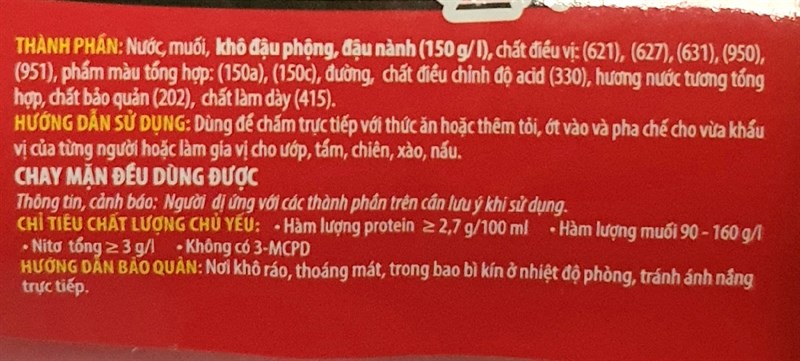 THÀNH PHẦN: Nước, muối, khô đậu phộng, đậu nành (150 g/l), chất điều vị: (621), (627), (631), (950),
(951), phẩm màu tổng hợp: (150a), (150c), đường, chất điều chỉnh độ acid (330), hương nước tương tổng
hợp, chất bảo quản (202), chất làm dày (415).
HƯỚNG DẪN SỬ DỤNG: Dùng để chấm trực tiếp với thức ăn hoặc thêm tỏi, ớt vào và pha chế cho vừa khẩu
vị của từng người hoặc làm gia vị cho ướp, tẩm, chiên, xào, nấu.
CHAY MẶN ĐỀU DÙNG ĐƯỢC
Thông tin, cảnh báo: Người dị ứng với các thành phần trên cần lưu ý khi sử dụng.
CHỈ TIÊU CHẤT LƯỢNG CHỦ YẾU: • Hàm lượng protein ≥ 2,7 g/100 ml • Hàm lượng muối 90 - 160 g/l
• Nitơ tổng ≥ 3 g/l • Không có 3-MCPD
HƯỚNG DẪN BẢO QUẢN: Nơi khô ráo, thoáng mát, trong bao bì kín ở nhiệt độ phòng, tránh ánh nắng
trực tiếp.